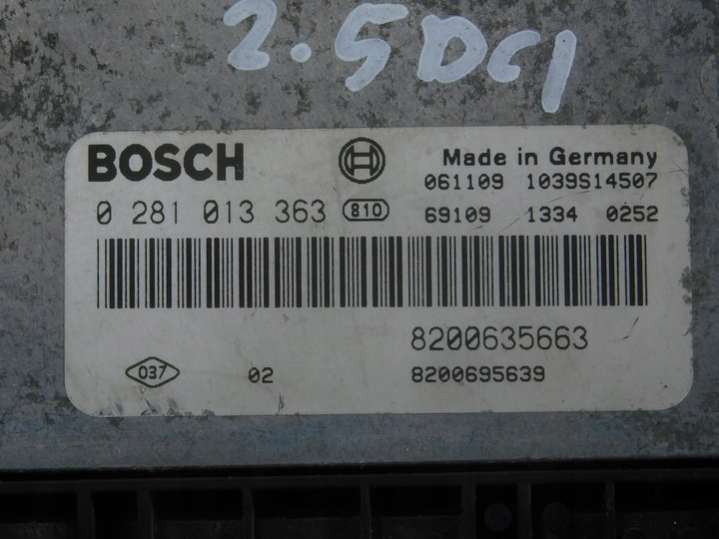 2.5DCI
BOSCH
Made in Germany
061109 1039S14507
0 281 013 363 810
69109 1334 0252
8200635663
037 02 8200695639